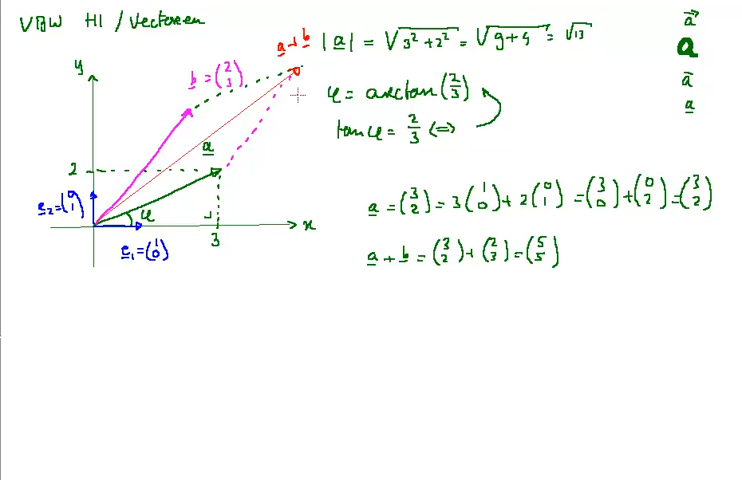 H1 / Vectoren
y
b = (2 3)
a + b
a
2
e₂ = (0 1)
φ
3
x
e₁ = (1 0)
|a| = √3² + 2² = √9 + 4 = √13
φ = arctan (2/3)
tan φ = 2/3 ⇔
a = (3 2) = 3 (1 0) + 2 (0 1) = (3 0) + (0 2) = (3 2)
a + b = (3 2) + (2 3) = (5 5)
a⃗
a
ā
a